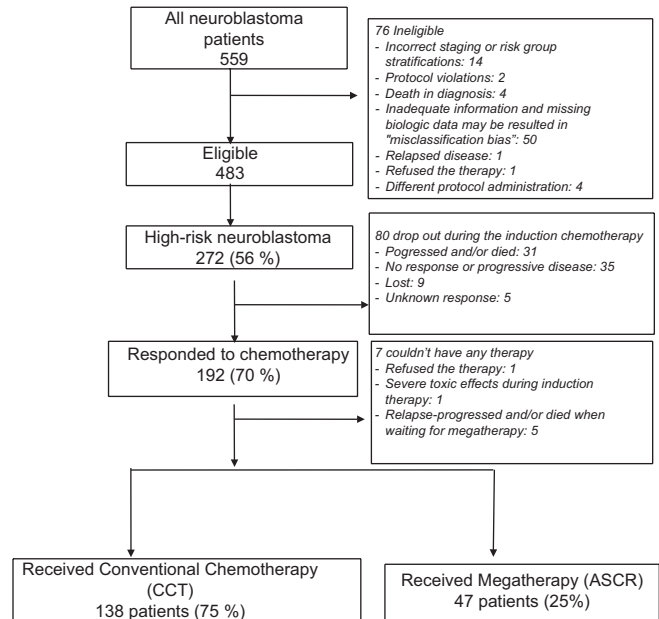 All neuroblastoma
patients
559
76 Ineligible
- Incorrect staging or risk group
stratifications: 14
- Protocol violations: 2
- Death in diagnosis: 4
- Inadequate information and missing
biologic data may be resulted in
"misclassification bias”: 50
- Relapsed disease: 1
- Refused the therapy: 1
- Different protocol administration: 4
Eligible
483
High-risk neuroblastoma
272 (56 %)
80 drop out during the induction chemotherapy
- Pogressed and/or died: 31
- No response or progressive disease: 35
- Lost: 9
- Unknown response: 5
Responded to chemotherapy
192 (70 %)
7 couldn’t have any therapy
- Refused the therapy: 1
- Severe toxic effects during induction
therapy: 1
- Relapse-progressed and/or died when
waiting for megatherapy: 5
Received Conventional Chemotherapy
(CCT)
138 patients (75 %)
Received Megatherapy (ASCR)
47 patients (25%)